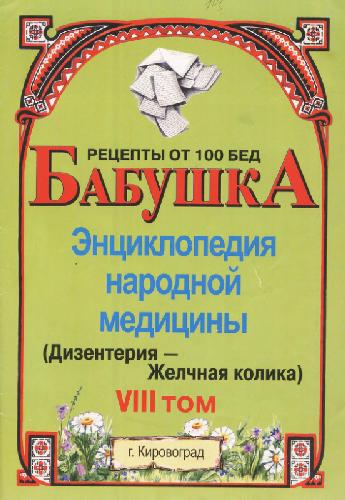 РЕЦЕПТЫ ОТ 100 БЕД
БАБУШКА
Энциклопедия
народной
медицины
(Дизентерия —
Желчная колика)
VIII том
г. Кировоград